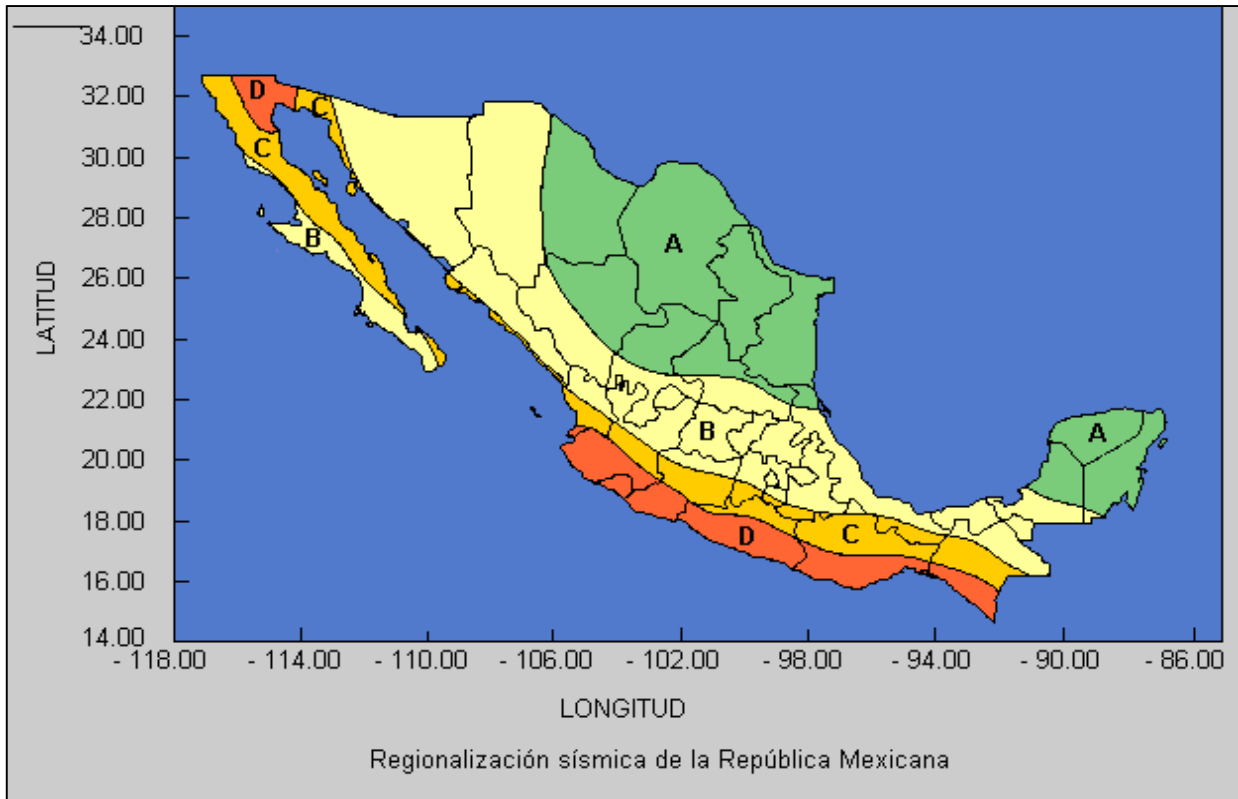 34.00
32.00
30.00
28.00
26.00
24.00
22.00
20.00
18.00
16.00
14.00
LATITUD
D
C
C
B
A
B
A
D
C
- 118.00 - 114.00 - 110.00 - 106.00 - 102.00 - 98.00 - 94.00 - 90.00 - 86.00
LONGITUD
Regionalización sísmica de la República Mexicana